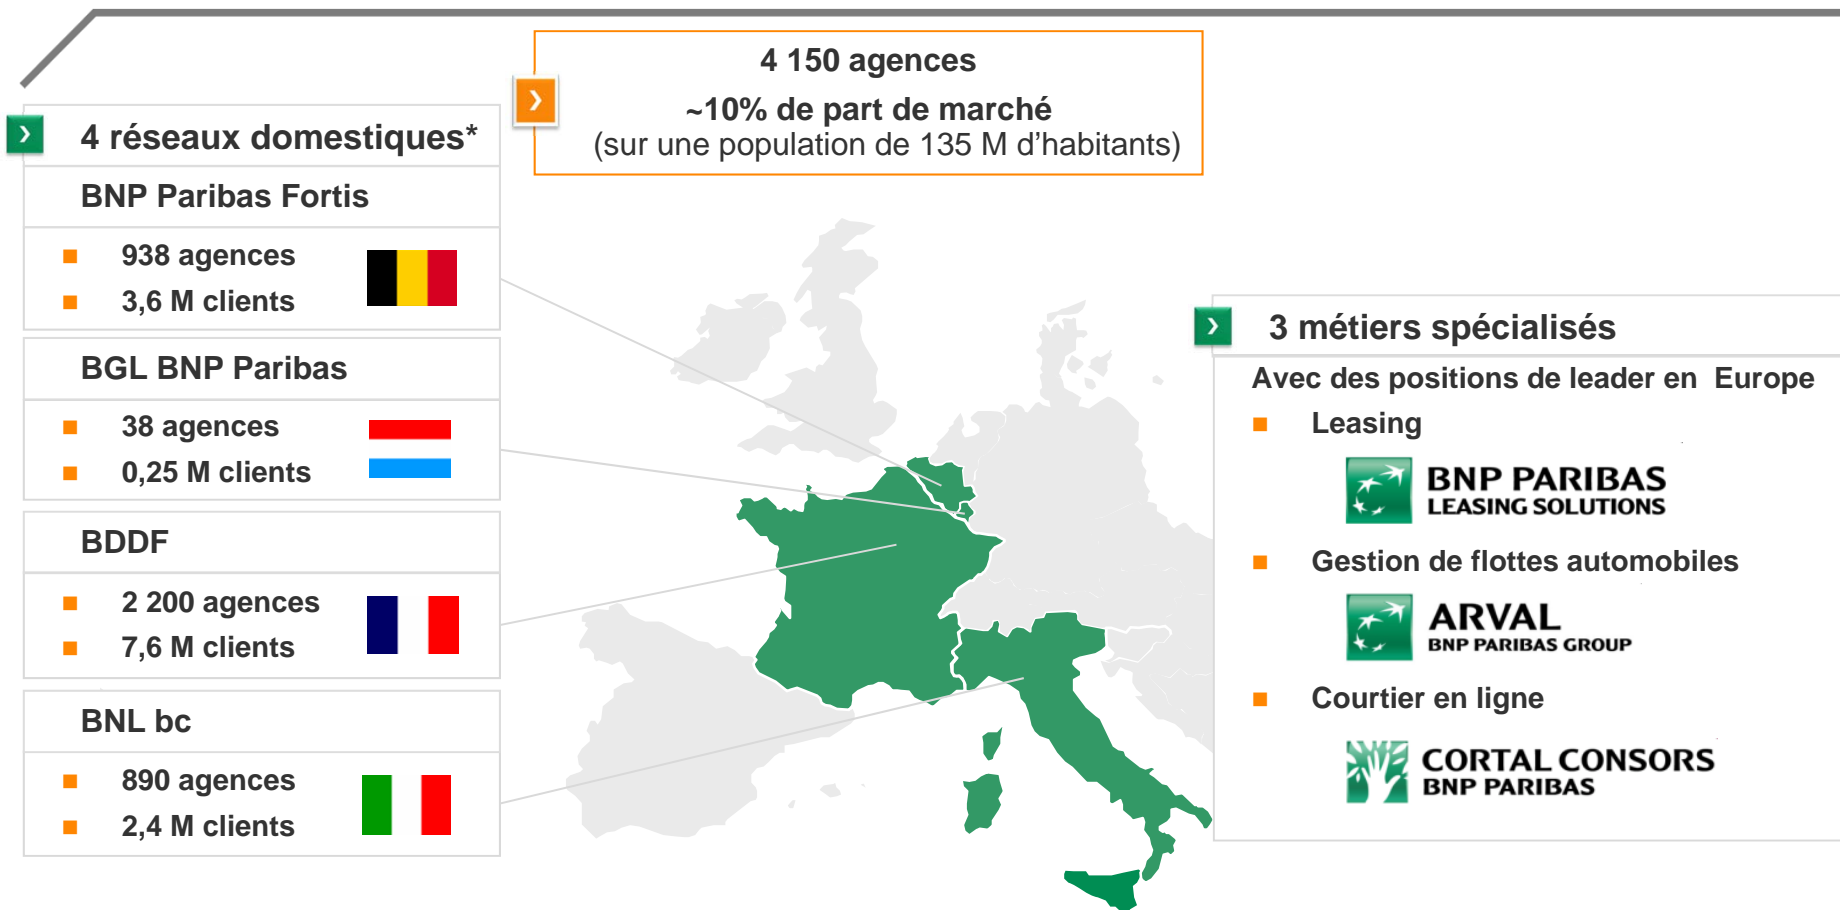 4 150 agences
~10% de part de marché
(sur une population de 135 M d’habitants)
4 réseaux domestiques*
BNP Paribas Fortis
938 agences
3,6 M clients
BGL BNP Paribas
38 agences
0,25 M clients
BDDF
2 200 agences
7,6 M clients
BNL bc
890 agences
2,4 M clients
3 métiers spécialisés
Avec des positions de leader en Europe
Leasing
BNP PARIBAS
LEASING SOLUTIONS
Gestion de flottes automobiles
ARVAL
BNP PARIBAS GROUP
Courtier en ligne
CORTAL CONSORS
BNP PARIBAS